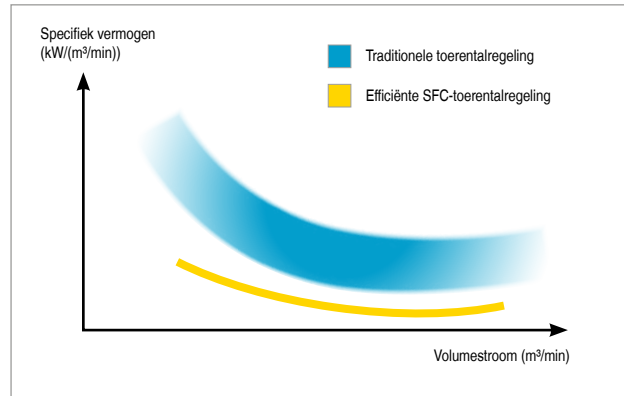 Specifiek vermogen
(kW/(m³/min))
Traditionele toerentalregeling
Efficiënte SFC-toerentalregeling
Volumestroom (m³/min)